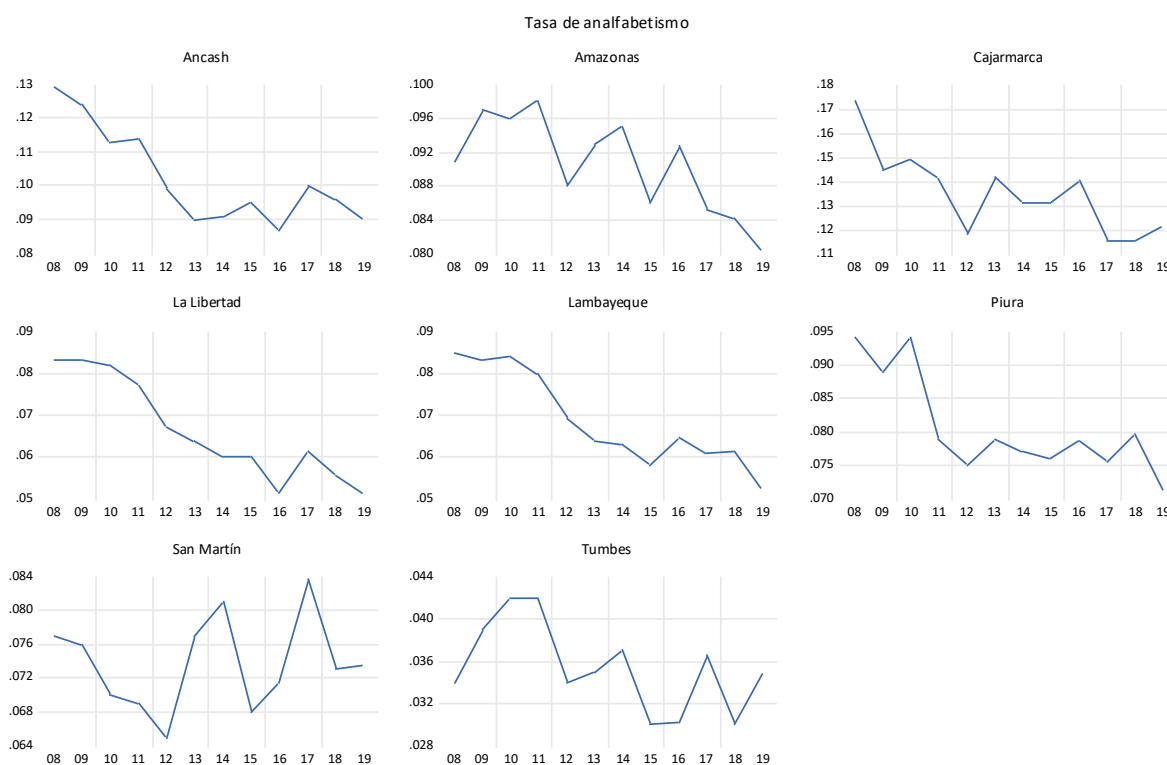 Tasa de analfabetismo
Ancash
.13
.12
.11
.10
.09
.08
08 09 10 11 12 13 14 15 16 17 18 19
Amazonas
.100
.096
.092
.088
.084
.080
08 09 10 11 12 13 14 15 16 17 18 19
Cajarmarca
.18
.17
.16
.15
.14
.13
.12
.11
08 09 10 11 12 13 14 15 16 17 18 19
La Libertad
.09
.08
.07
.06
.05
08 09 10 11 12 13 14 15 16 17 18 19
Lambayeque
.09
.08
.07
.06
.05
08 09 10 11 12 13 14 15 16 17 18 19
Piura
.095
.090
.085
.080
.075
.070
08 09 10 11 12 13 14 15 16 17 18 19
San Martín
.084
.080
.076
.072
.068
.064
08 09 10 11 12 13 14 15 16 17 18 19
Tumbes
.044
.040
.036
.032
.028
08 09 10 11 12 13 14 15 16 17 18 19